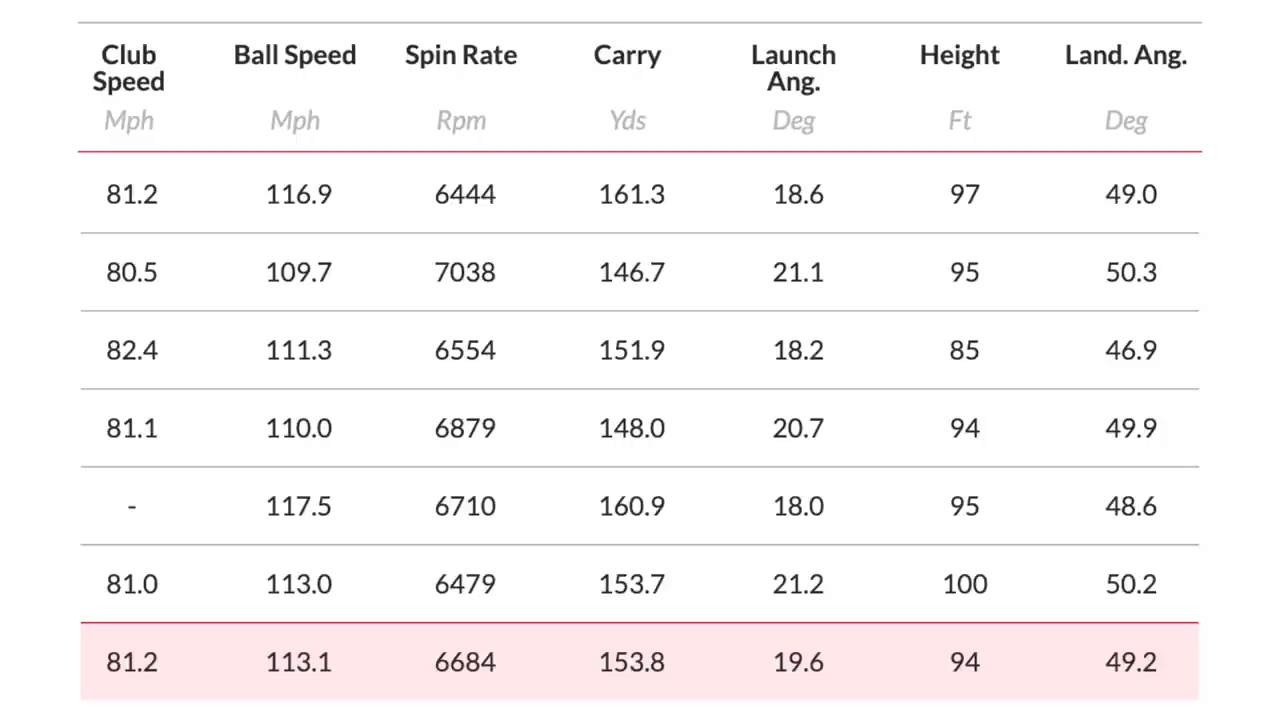 Club Speed Ball Speed Spin Rate Carry Launch Ang. Height Land. Ang.
Mph Mph Rpm Yds Deg Ft Deg
81.2 116.9 6444 161.3 18.6 97 49.0
80.5 109.7 7038 146.7 21.1 95 50.3
82.4 111.3 6554 151.9 18.2 85 46.9
81.1 110.0 6879 148.0 20.7 94 49.9
- 117.5 6710 160.9 18.0 95 48.6
81.0 113.0 6479 153.7 21.2 100 50.2
81.2 113.1 6684 153.8 19.6 94 49.2